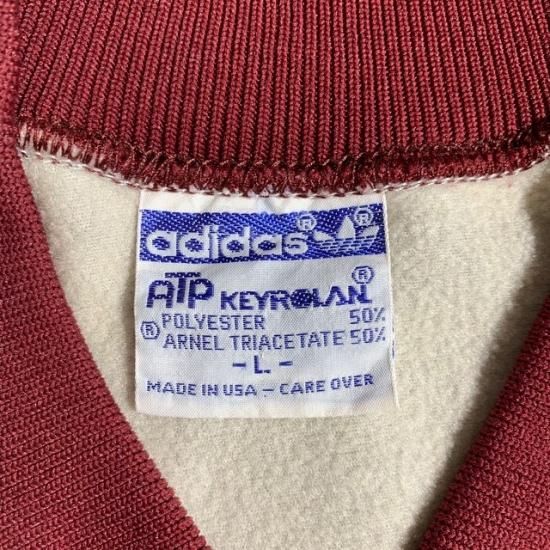 adidas®
ATP KEYROLAN®
POLYESTER 50%
® ARNEL TRIACETATE 50%
- L -
MADE IN USA - CARE OVER